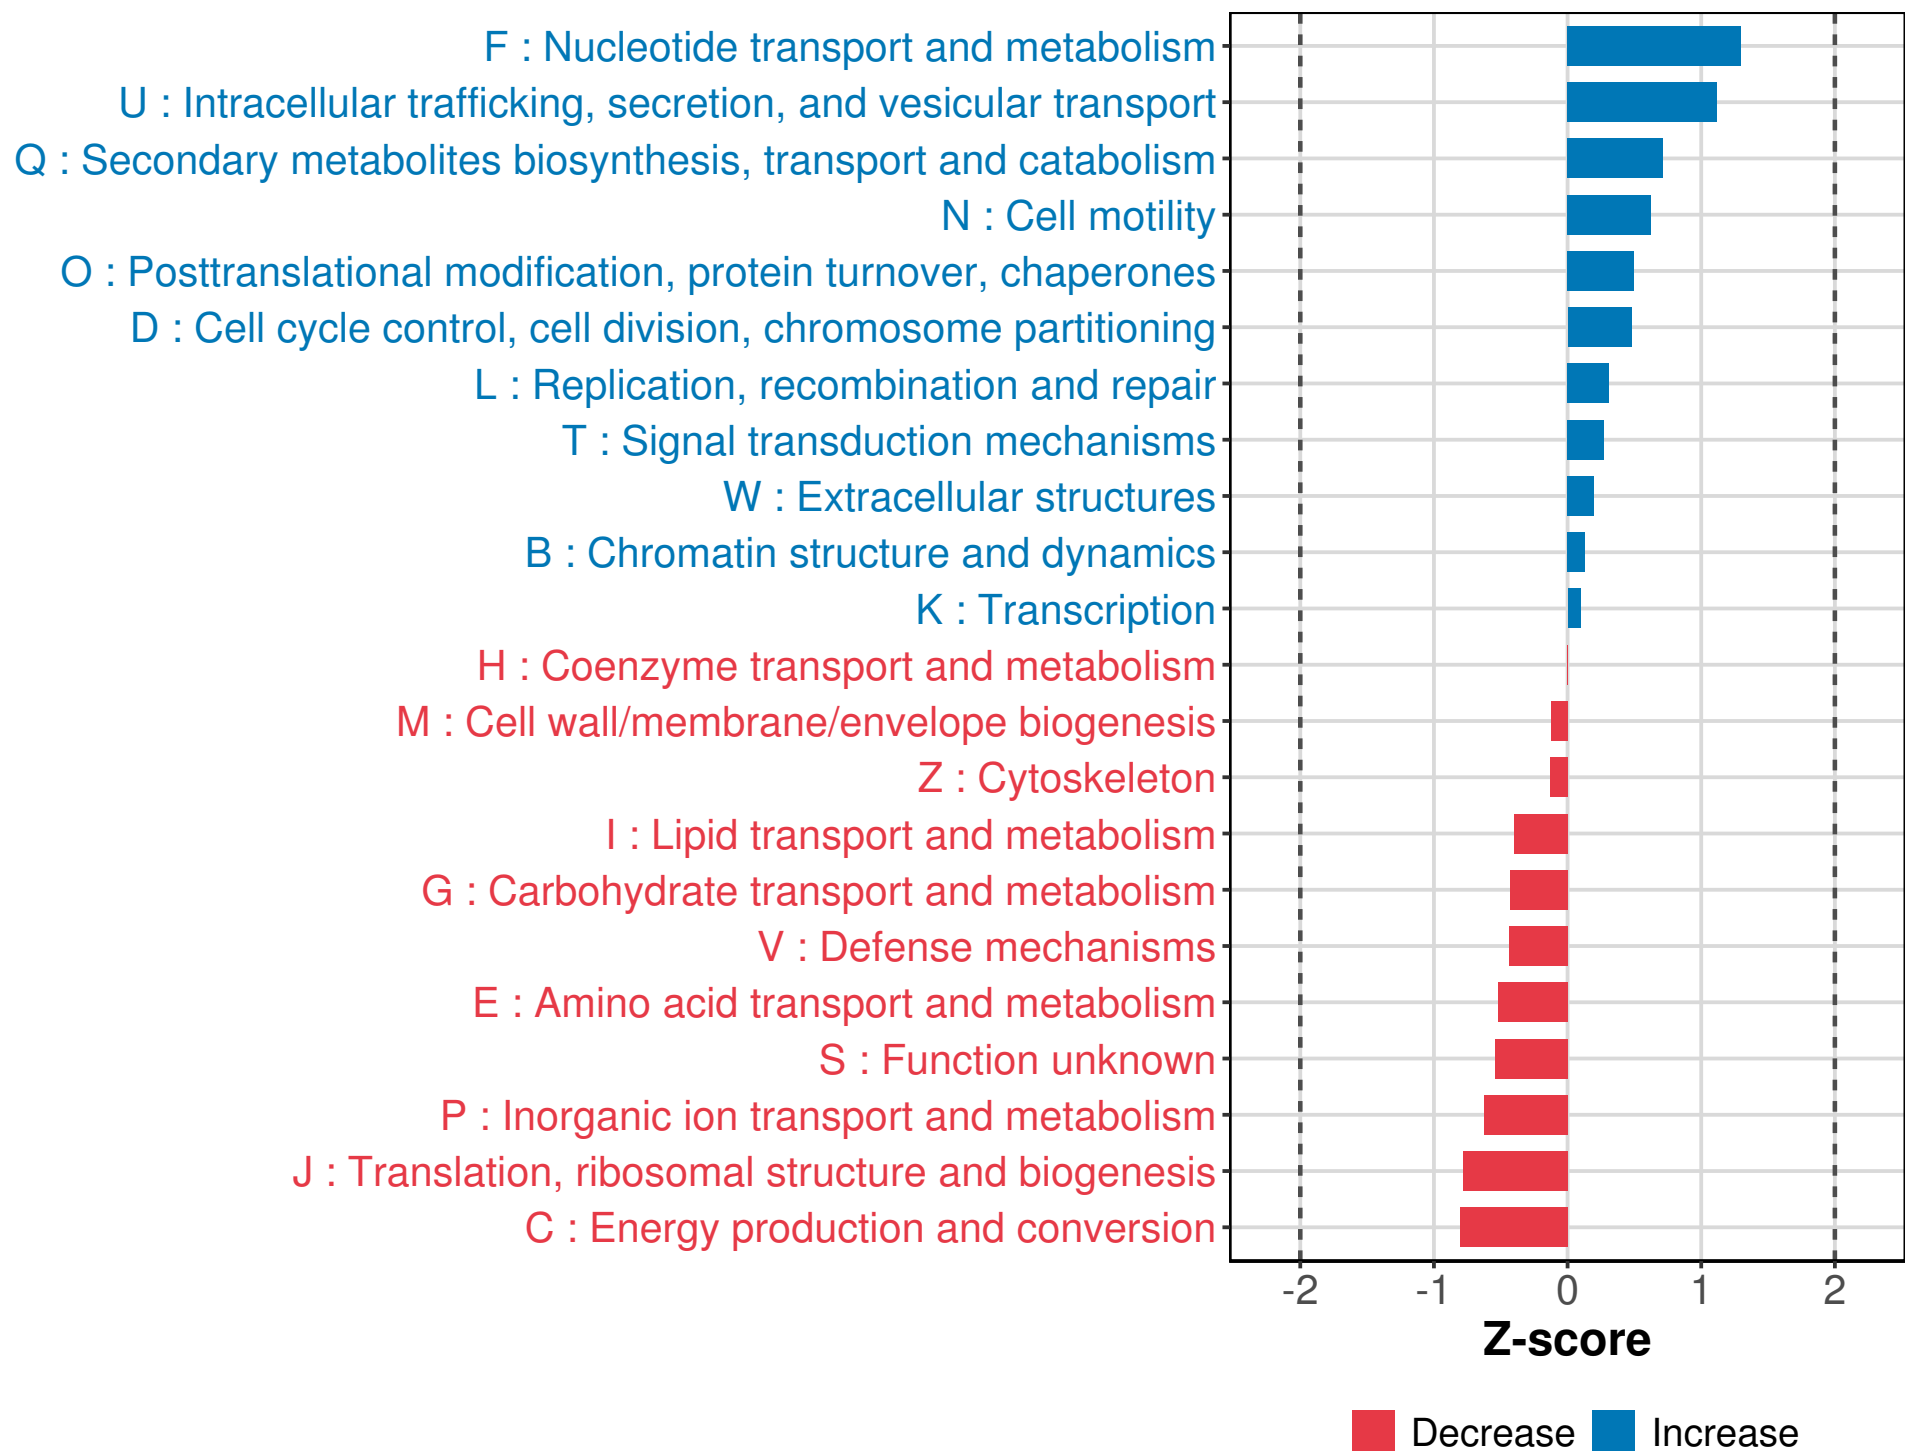 F : Nucleotide transport and metabolism
U : Intracellular trafficking, secretion, and vesicular transport
Q : Secondary metabolites biosynthesis, transport and catabolism
N : Cell motility
O : Posttranslational modification, protein turnover, chaperones
D : Cell cycle control, cell division, chromosome partitioning
L : Replication, recombination and repair
T : Signal transduction mechanisms
W : Extracellular structures
B : Chromatin structure and dynamics
K : Transcription
H : Coenzyme transport and metabolism
M : Cell wall/membrane/envelope biogenesis
Z : Cytoskeleton
I : Lipid transport and metabolism
G : Carbohydrate transport and metabolism
V : Defense mechanisms
E : Amino acid transport and metabolism
S : Function unknown
P : Inorganic ion transport and metabolism
J : Translation, ribosomal structure and biogenesis
C : Energy production and conversion
-2 -1 0 1 2
Z-score
Decrease Increase